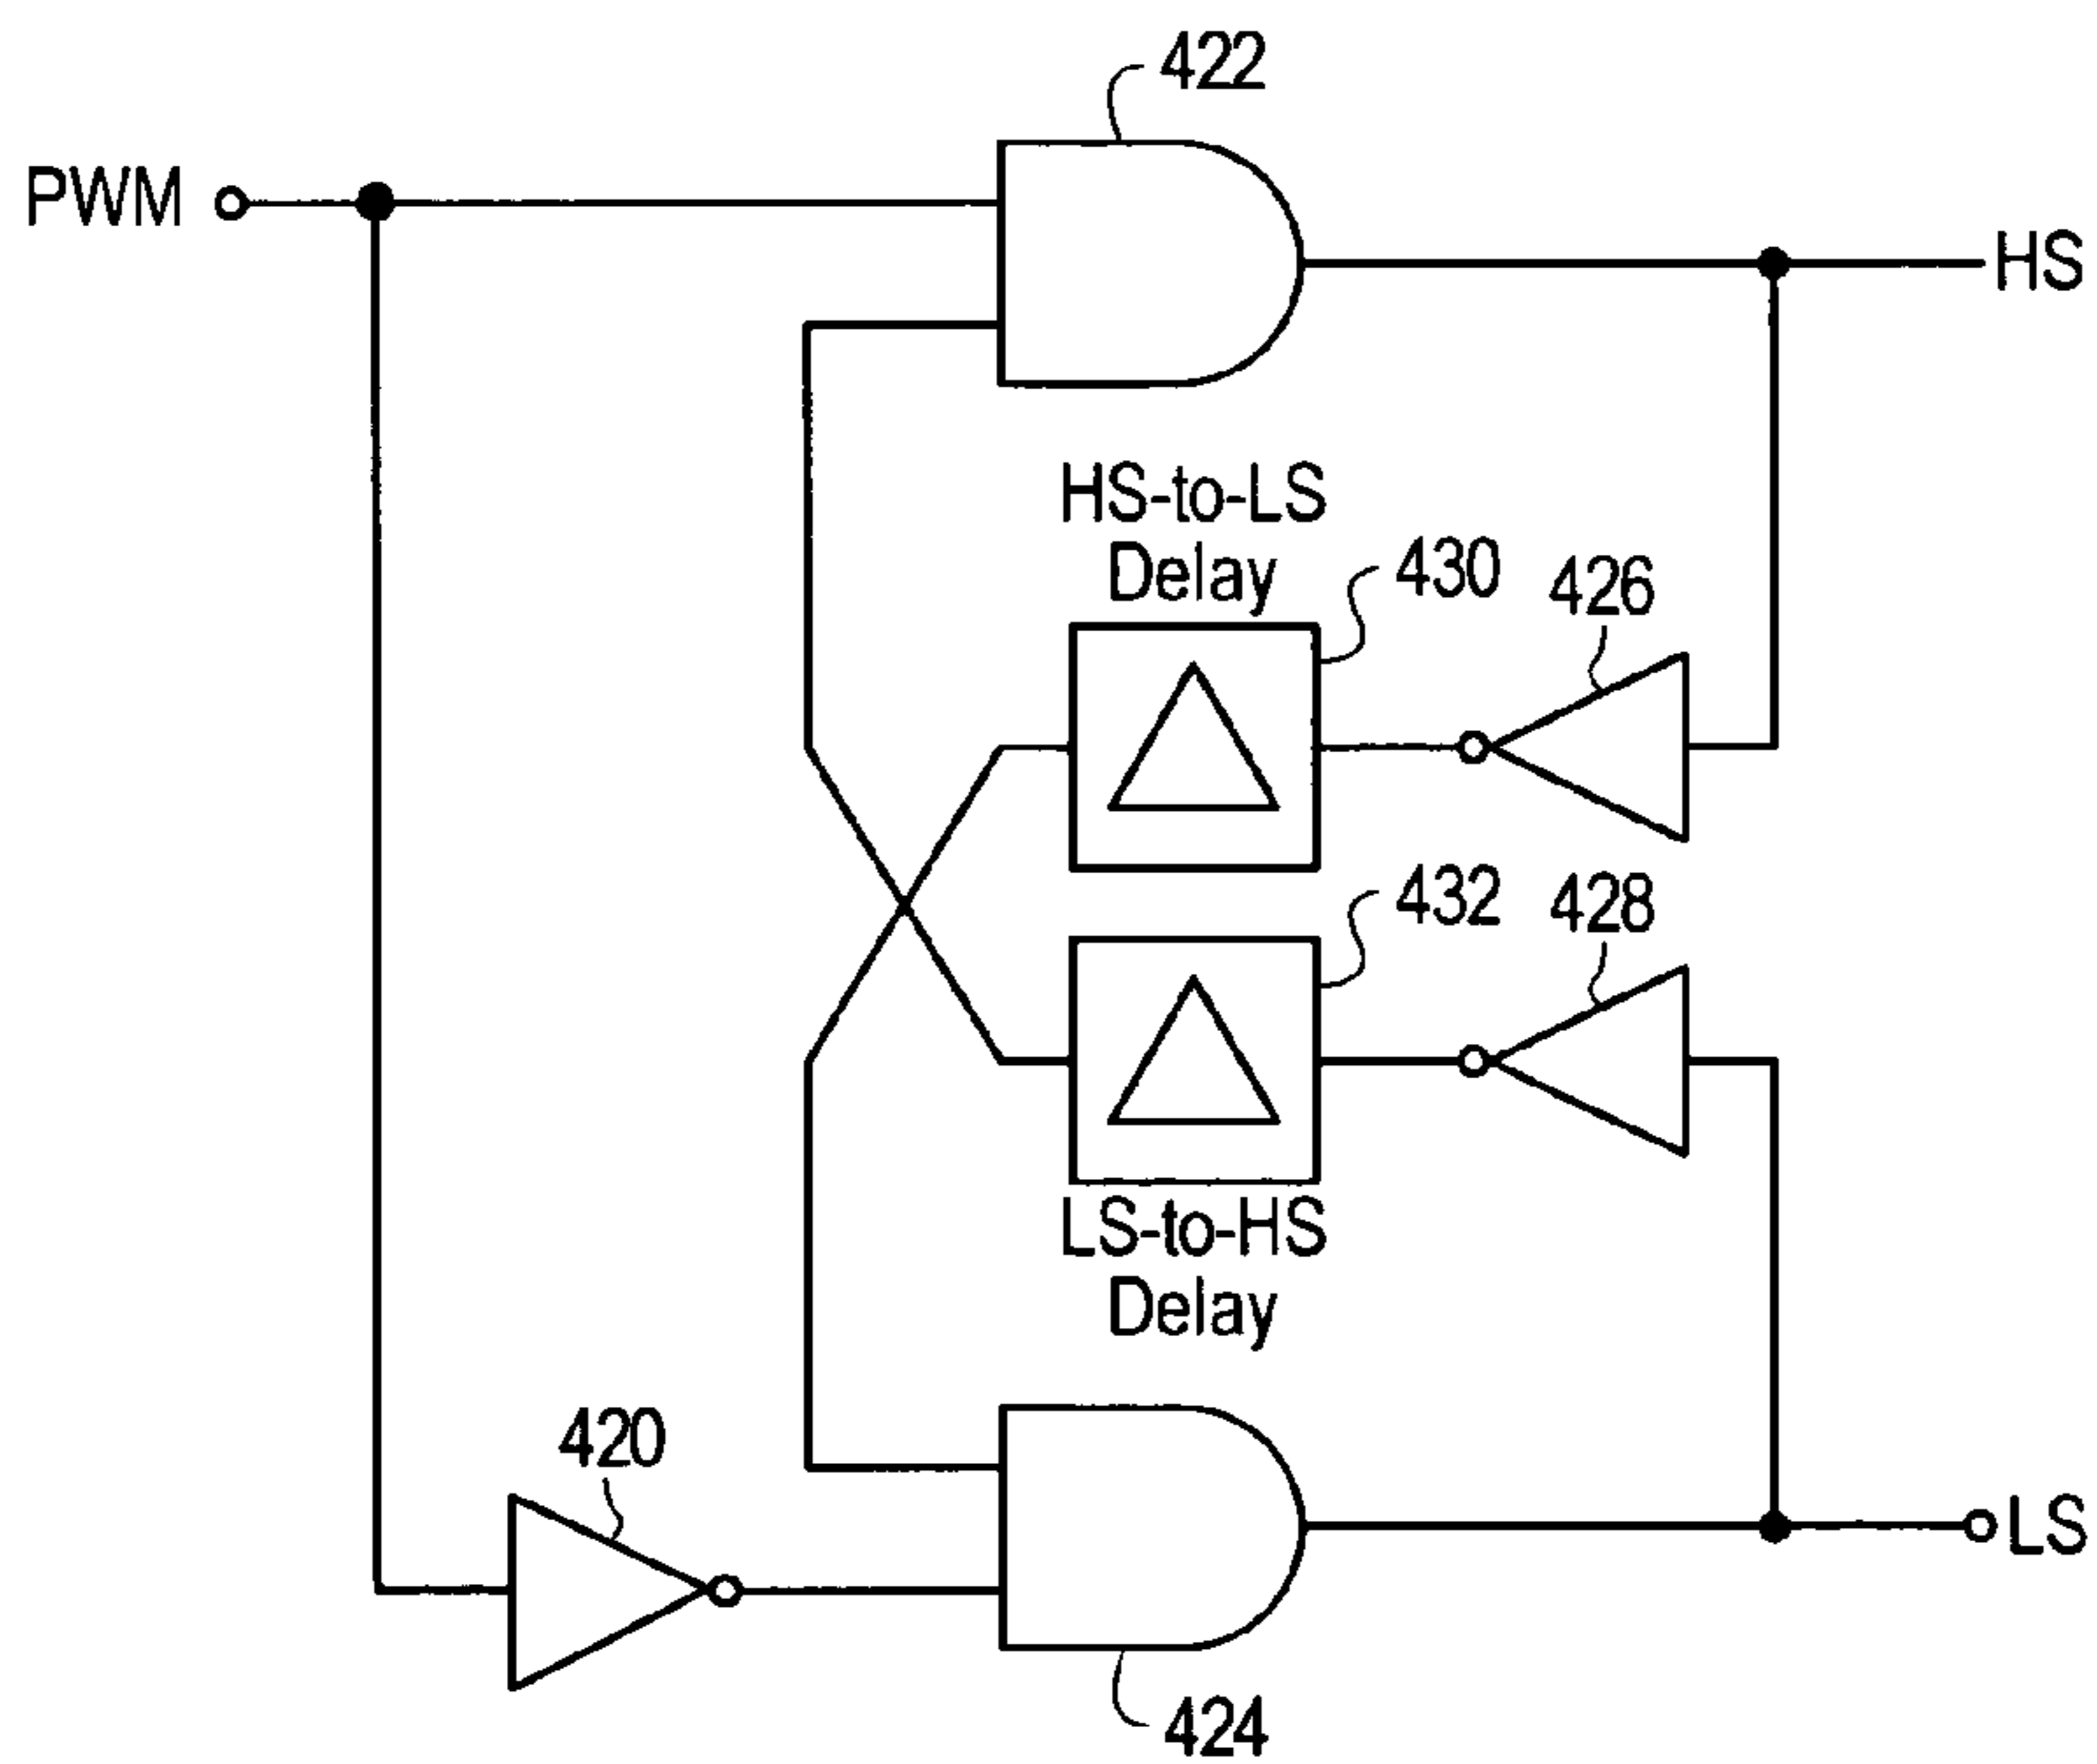 422
PWM
HS
HS-to-LS
Delay
430
426
432
428
LS-to-HS
Delay
420
LS
424